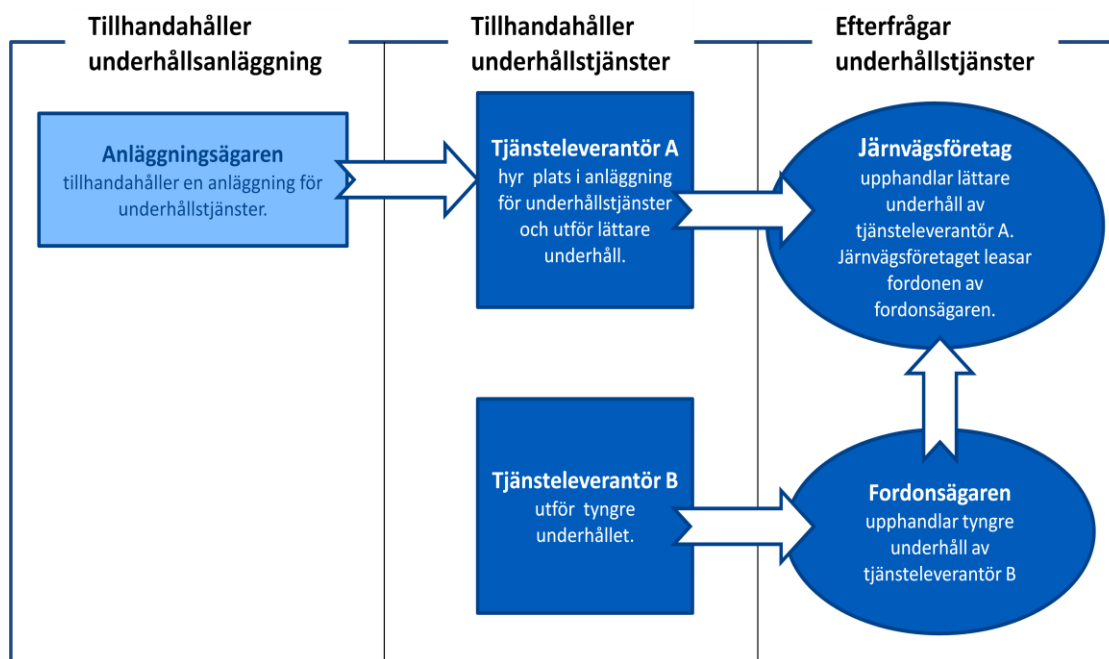 Tillhandahåller
underhållsanläggning
Tillhandahåller
underhållstjänster
Efterfrågar
underhållstjänster
Anläggningsägaren
tillhandahåller en anläggning för
underhållstjänster.
Tjänsteleverantör A
hyr plats i anläggning
för underhållstjänster
och utför lättare
underhåll.
Järnvägsföretag
upphandlar lättare
underhåll av
tjänsteleverantör A.
Järnvägsföretaget leasar
fordonen av
fordonsägaren.
Tjänsteleverantör B
utför tyngre
underhållet.
Fordonsägaren
upphandlar tyngre
underhåll av
tjänsteleverantör B